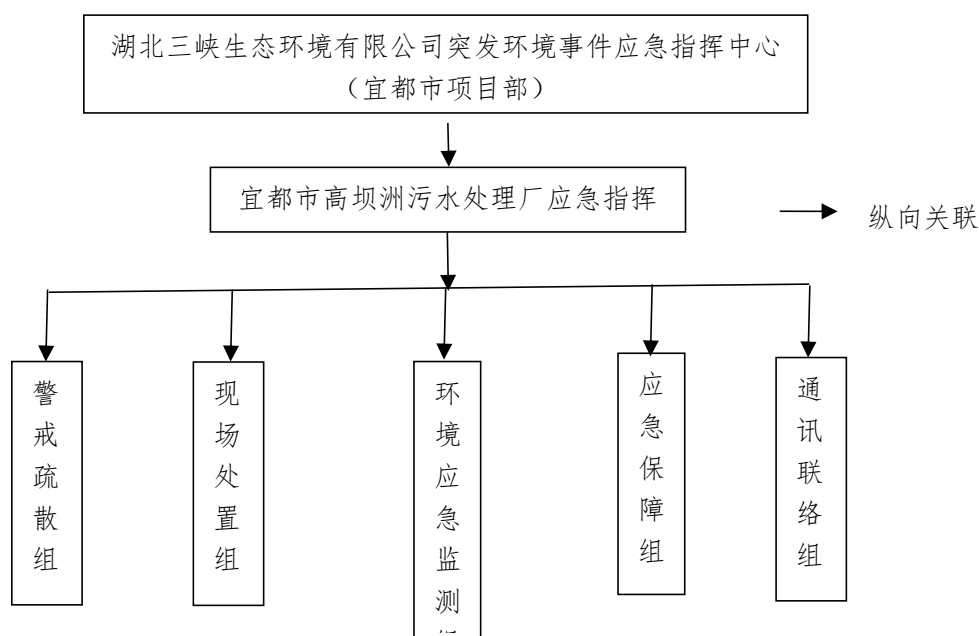 湖北三峡生态环境有限公司突发环境事件应急指挥中心
（宜都市项目部）
宜都市高坝洲污水处理厂应急指挥
纵向关联
警戒疏散组
现场处置组
环境应急监测组
应急保障组
通讯联络组